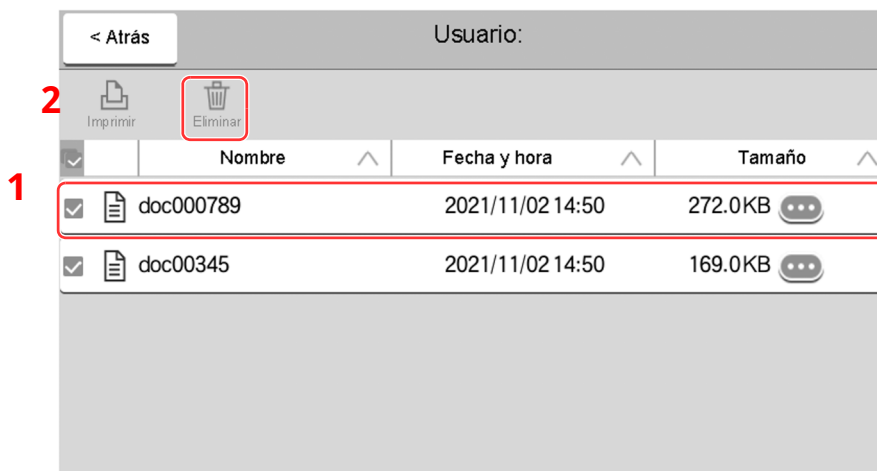 < Atrás Usuario:
2
Imprimir Eliminar
Nombre Fecha y hora Tamaño
1
doc000789 2021/11/02 14:50 272.0KB
doc00345 2021/11/02 14:50 169.0KB